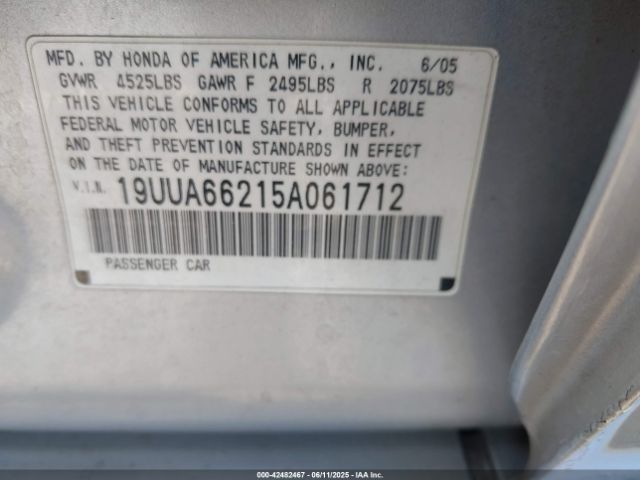 MFD. BY HONDA OF AMERICA MFG., INC. 6/05
GVWR 4525LBS GAWR F 2495LBS R 2075LBS
THIS VEHICLE CONFORMS TO ALL APPLICABLE
FEDERAL MOTOR VEHICLE SAFETY, BUMPER,
AND THEFT PREVENTION STANDARDS IN EFFECT
ON THE DATE OF MANUFACTURE SHOWN ABOVE:
V.I.N. 19UUA66215A061712
PASSENGER CAR
000-42482467 - 06/11/2025 - IAA Inc.